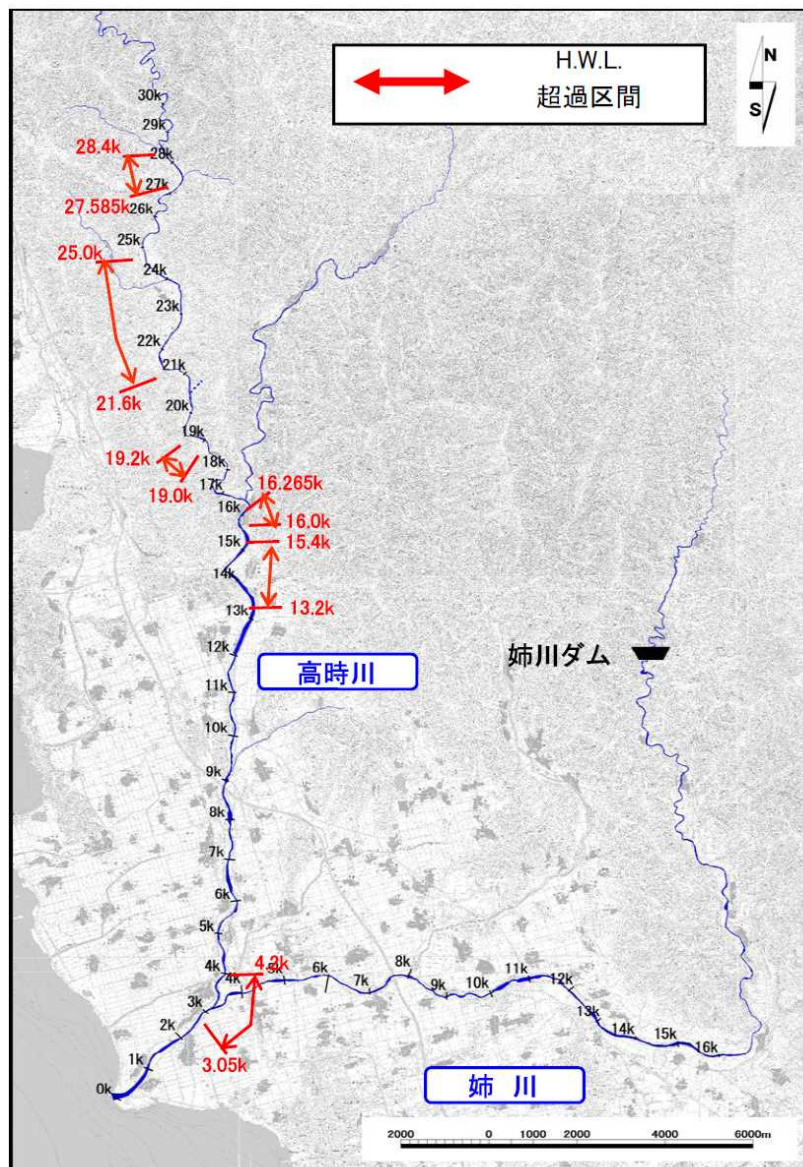 H.W.L.
超過区間
N
S
30k
29k
28.4k
28k
27k
27.585k
26k
25k
25.0k
24k
23k
22k
21k
21.6k
20k
19k
19.2k
18k
19.0k
17k
16.265k
16k
16.0k
15k
15.4k
14k
13k
13.2k
12k
姉川ダム
高時川
11k
10k
9k
8k
7k
6k
5k
4k
4.2k
4k
5k
6k
7k
8k
9k
10k
11k
12k
13k
14k
15k
16k
3k
2k
3.05k
1k
0k
姉 川
2000 0 1000 2000 4000 6000m